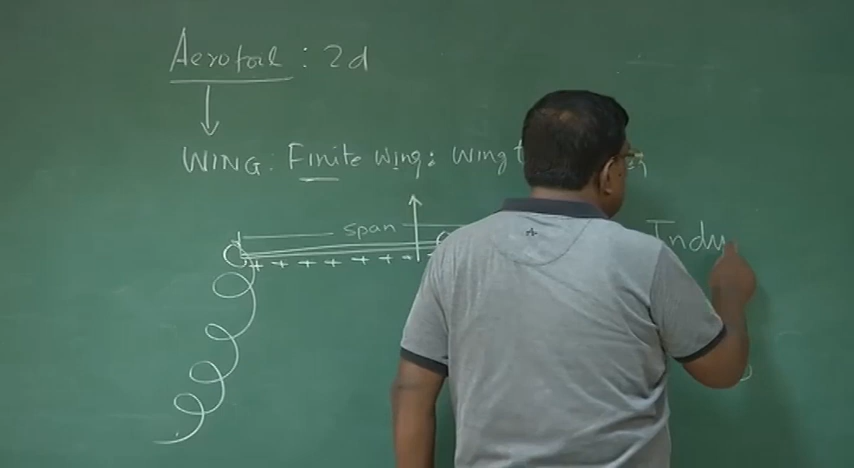 Aerofoil : 2d
WING: Finite wing: wing
span
+ + + + + + +
Indu